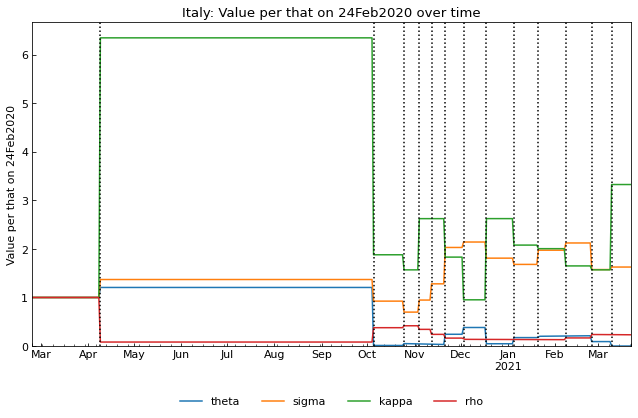 Italy: Value per that on 24Feb2020 over time
Value per that on 24Feb2020
6
5
4
3
2
1
0
Mar Apr May Jun Jul Aug Sep Oct Nov Dec Jan Feb Mar
2021
theta sigma kappa rho